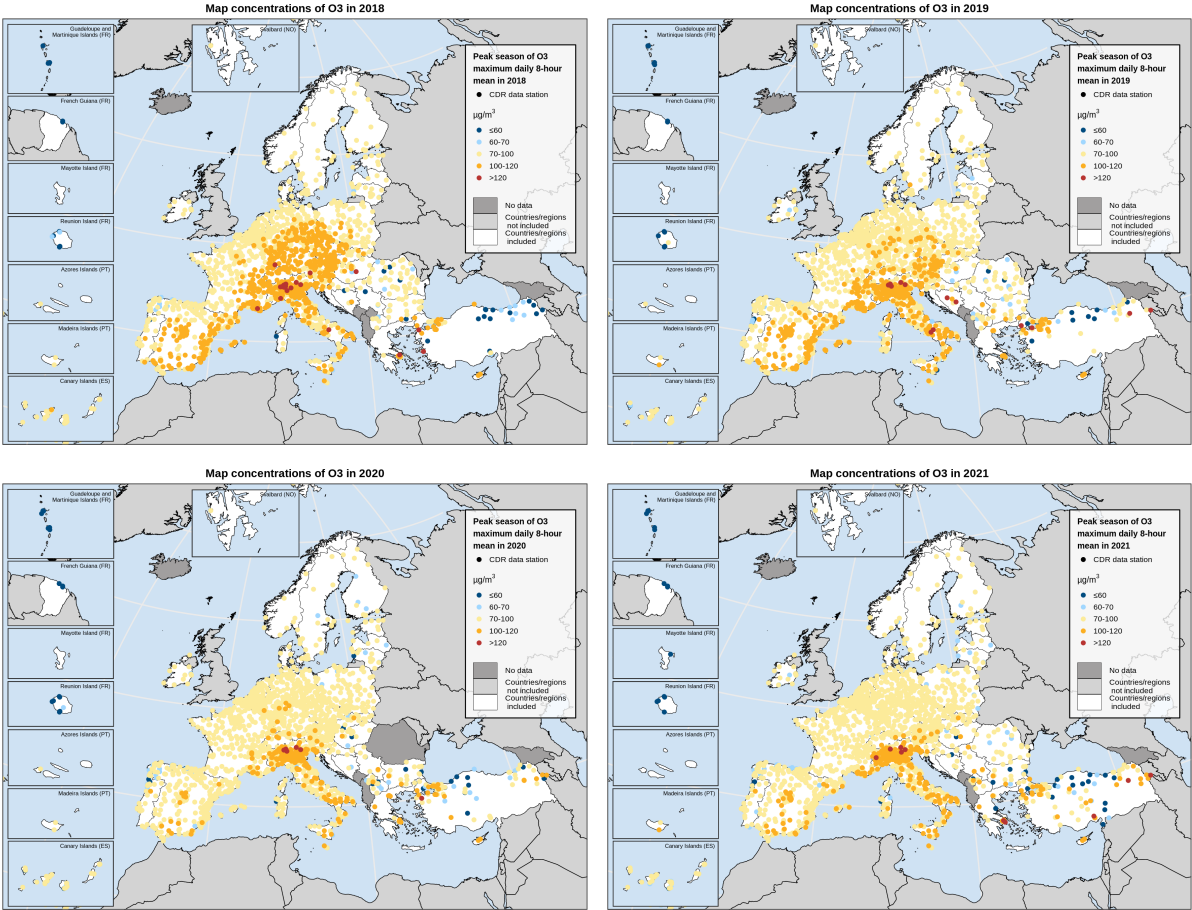 Map concentrations of O3 in 2018
Guadeloupe and
Martinique Islands (FR)
Svalbard (NO)
French Guiana (FR)
Mayotte Island (FR)
Reunion Island (FR)
Azores Islands (PT)
Madeira Islands (PT)
Canary Islands (ES)
Peak season of O3
maximum daily 8-hour
mean in 2018
CDR data station
µg/m³
≤60
60-70
70-100
100-120
>120
No data
Countries/regions
not included
Countries/regions
included
Map concentrations of O3 in 2019
Guadeloupe and
Martinique Islands (FR)
Svalbard (NO)
French Guiana (FR)
Mayotte Island (FR)
Reunion Island (FR)
Azores Islands (PT)
Madeira Islands (PT)
Canary Islands (ES)
Peak season of O3
maximum daily 8-hour
mean in 2019
CDR data station
µg/m³
≤60
60-70
70-100
100-120
>120
No data
Countries/regions
not included
Countries/regions
included
Map concentrations of O3 in 2020
Guadeloupe and
Martinique Islands (FR)
Svalbard (NO)
French Guiana (FR)
Mayotte Island (FR)
Reunion Island (FR)
Azores Islands (PT)
Madeira Islands (PT)
Canary Islands (ES)
Peak season of O3
maximum daily 8-hour
mean in 2020
CDR data station
µg/m³
≤60
60-70
70-100
100-120
>120
No data
Countries/regions
not included
Countries/regions
included
Map concentrations of O3 in 2021
Guadeloupe and
Martinique Islands (FR)
Svalbard (NO)
French Guiana (FR)
Mayotte Island (FR)
Reunion Island (FR)
Azores Islands (PT)
Madeira Islands (PT)
Canary Islands (ES)
Peak season of O3
maximum daily 8-hour
mean in 2021
CDR data station
µg/m³
≤60
60-70
70-100
100-120
>120
No data
Countries/regions
not included
Countries/regions
included